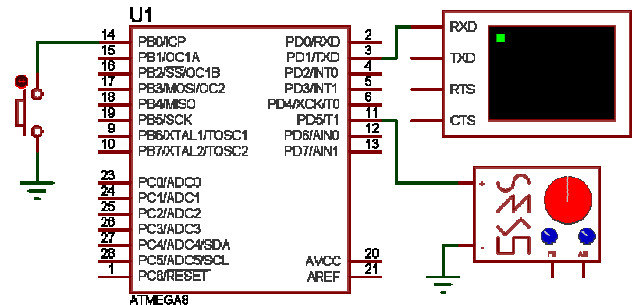 U1
14 PB0/ICP PD0/RXD 2
15 PB1/OC1A PD1/TXD 3
16 PB2/SS/OC1B PD2/INT0 4
17 PB3/MOSI/OC2 PD3/INT1 5
18 PB4/MISO PD4/XCK/T0 6
19 PB5/SCK PD5/T1 11
9 PB6/XTAL1/TOSC1 PD6/AIN0 12
10 PB7/XTAL2/TOSC2 PD7/AIN1 13
23 PC0/ADC0
24 PC1/ADC1
25 PC2/ADC2
26 PC3/ADC3
27 PC4/ADC4/SDA
28 PC5/ADC5/SCL AVCC 20
1 PC6/RESET AREF 21
ATMEGA8
RXD
TXD
RTS
CTS
+
-